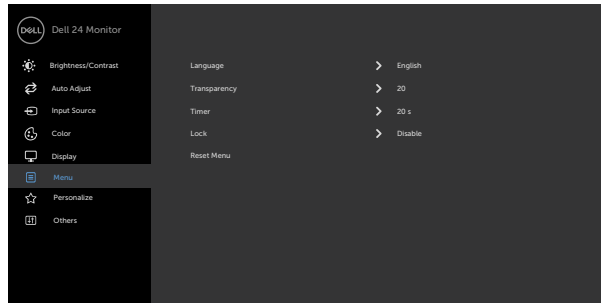 DELL Dell 24 Monitor
Brightness/Contrast
Auto Adjust
Input Source
Color
Display
Menu
Personalize
Others
Language English
Transparency 20
Timer 20 s
Lock Disable
Reset Menu